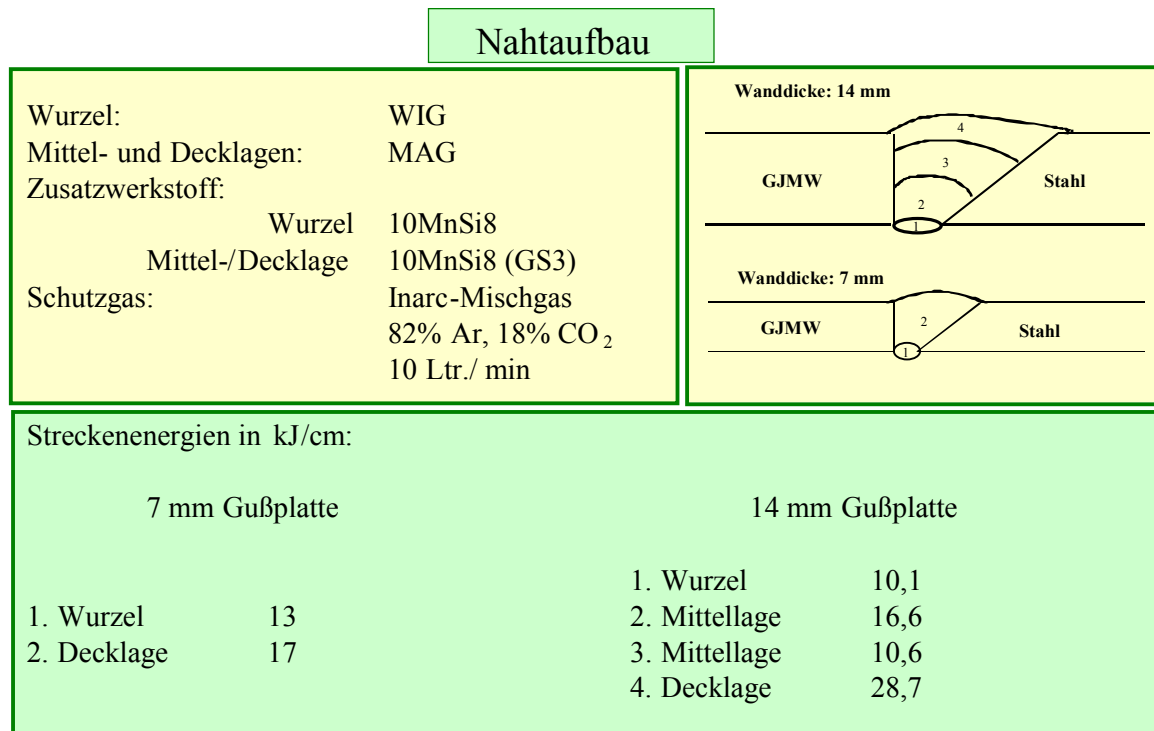 Nahtaufbau
Wurzel: WIG
Mittel- und Decklagen: MAG
Zusatzwerkstoff:
Wurzel 10MnSi8
Mittel-/Decklage 10MnSi8 (GS3)
Schutzgas: Inarc-Mischgas
82% Ar, 18% CO2
10 Ltr./ min
Wanddicke: 14 mm
4
3
GJMW Stahl
2
1
Wanddicke: 7 mm
GJMW 2 Stahl
1
Streckenenergien in kJ/cm:
7 mm Gußplatte
1. Wurzel 13
2. Decklage 17
14 mm Gußplatte
1. Wurzel 10,1
2. Mittellage 16,6
3. Mittellage 10,6
4. Decklage 28,7